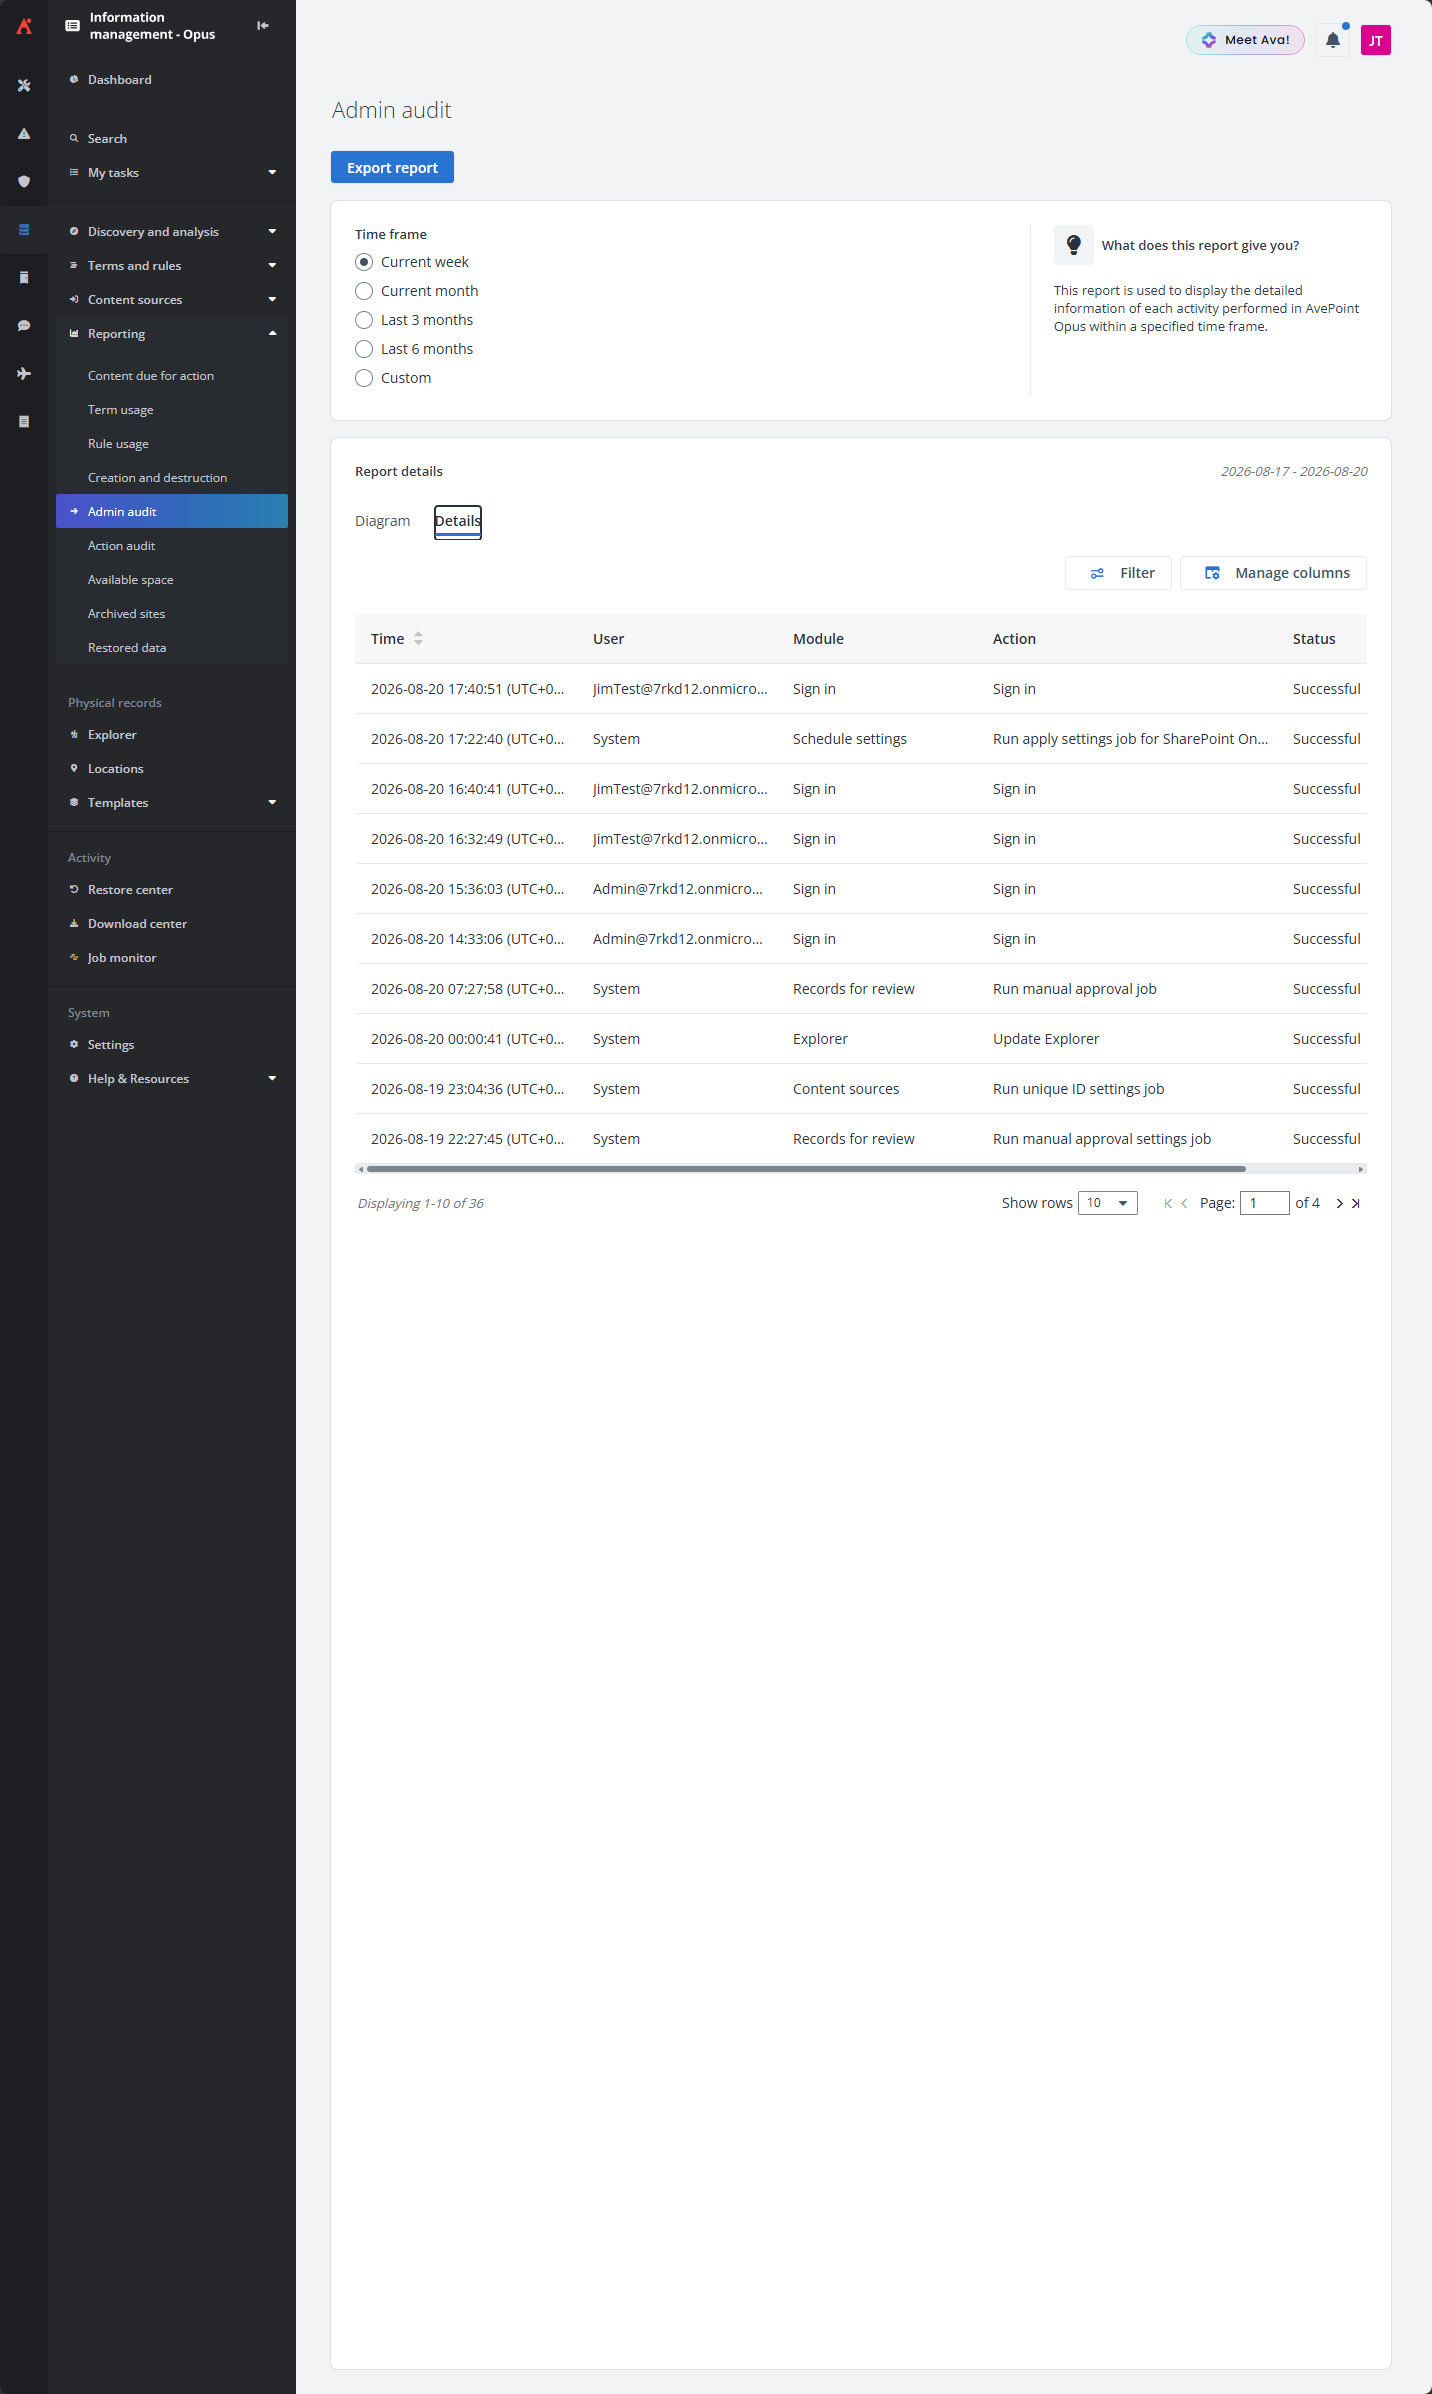 Information
management - Opus
Dashboard
Search
My tasks
Discovery and analysis
Terms and rules
Content sources
Reporting
Content due for action
Term usage
Rule usage
Creation and destruction
Admin audit
Action audit
Available space
Archived sites
Restored data
Physical records
Explorer
Locations
Templates
Activity
Restore center
Download center
Job monitor
System
Settings
Help & Resources
Meet Ava!
JT
Admin audit
Export report
Time frame
Current week
Current month
Last 3 months
Last 6 months
Custom
What does this report give you?
This report is used to display the detailed
information of each activity performed in AvePoint
Opus within a specified time frame.
Report details
2026-08-17 - 2026-08-20
Diagram Details
Filter Manage columns
Time User Module Action Status
2026-08-20 17:40:51 (UTC+0... JimTest@7rkd12.onmicro... Sign in Sign in Successful
2026-08-20 17:22:40 (UTC+0... System Schedule settings Run apply settings job for SharePoint On... Successful
2026-08-20 16:40:41 (UTC+0... JimTest@7rkd12.onmicro... Sign in Sign in Successful
2026-08-20 16:32:49 (UTC+0... JimTest@7rkd12.onmicro... Sign in Sign in Successful
2026-08-20 15:36:03 (UTC+0... Admin@7rkd12.onmicro... Sign in Sign in Successful
2026-08-20 14:33:06 (UTC+0... Admin@7rkd12.onmicro... Sign in Sign in Successful
2026-08-20 07:27:58 (UTC+0... System Records for review Run manual approval job Successful
2026-08-20 00:00:41 (UTC+0... System Explorer Update Explorer Successful
2026-08-19 23:04:36 (UTC+0... System Content sources Run unique ID settings job Successful
2026-08-19 22:27:45 (UTC+0... System Records for review Run manual approval settings job Successful
Displaying 1-10 of 36
Show rows 10 Page: 1 of 4